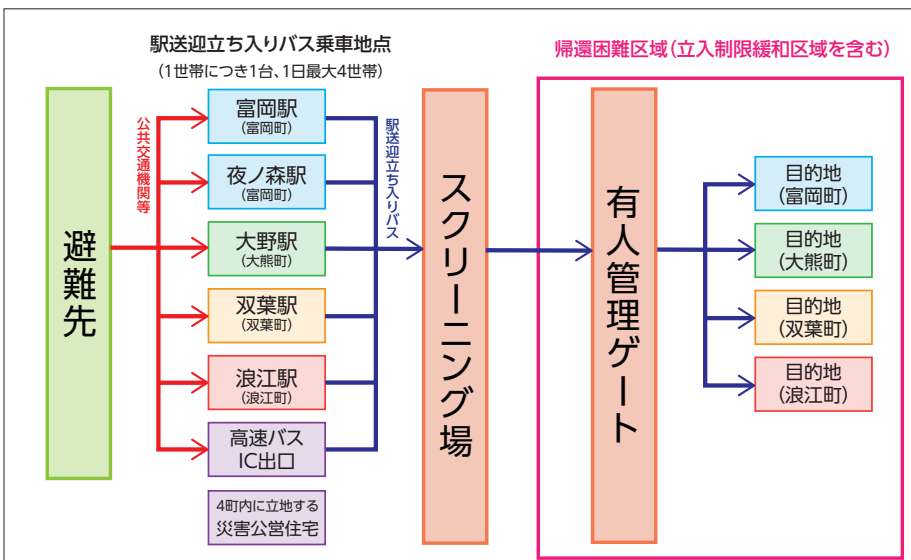 駅送迎立ち入りバス乗車地点
(1世帯につき1台、1日最大4世帯)
帰還困難区域(立入制限緩和区域を含む)
避難先
公共交通機関等
富岡駅
(富岡町)
夜ノ森駅
(富岡町)
大野駅
(大熊町)
双葉駅
(双葉町)
浪江駅
(浪江町)
高速バス
IC出口
4町内に立地する
災害公営住宅
駅送迎立ち入りバス
スクリーニング場
有人管理ゲート
目的地
(富岡町)
目的地
(大熊町)
目的地
(双葉町)
目的地
(浪江町)